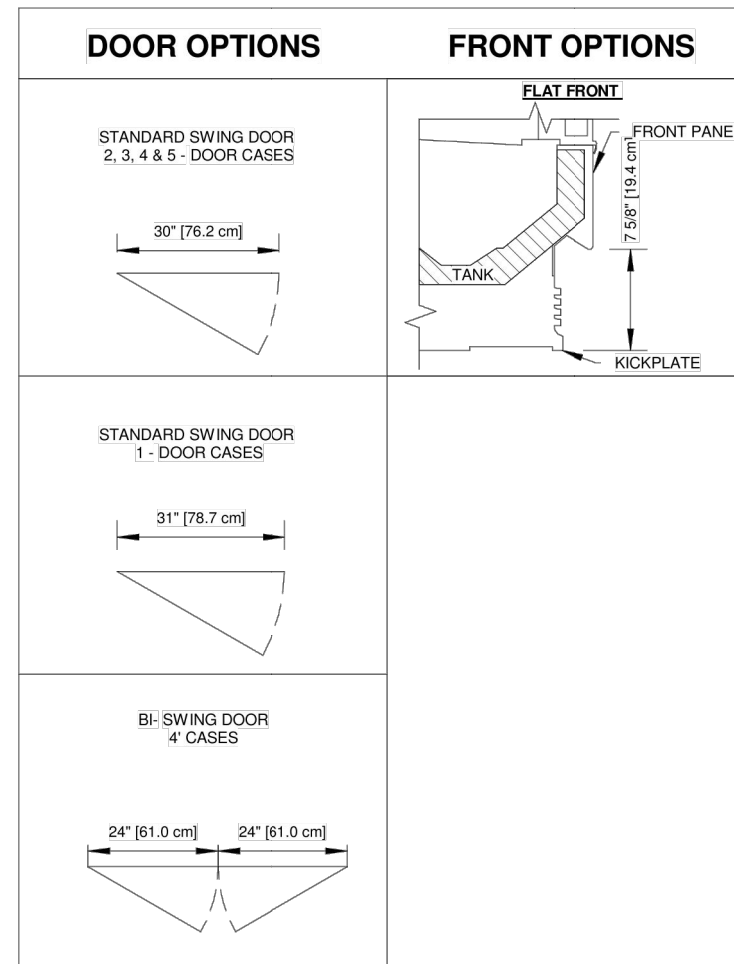 DOOR OPTIONS
FRONT OPTIONS
STANDARD SWING DOOR
2, 3, 4 & 5 - DOOR CASES
30" [76.2 cm]
FLAT FRONT
FRONT PANE
7 5/8" [19.4 cm]
TANK
KICKPLATE
STANDARD SWING DOOR
1 - DOOR CASES
31" [78.7 cm]
BI- SWING DOOR
4' CASES
24" [61.0 cm]
24" [61.0 cm]